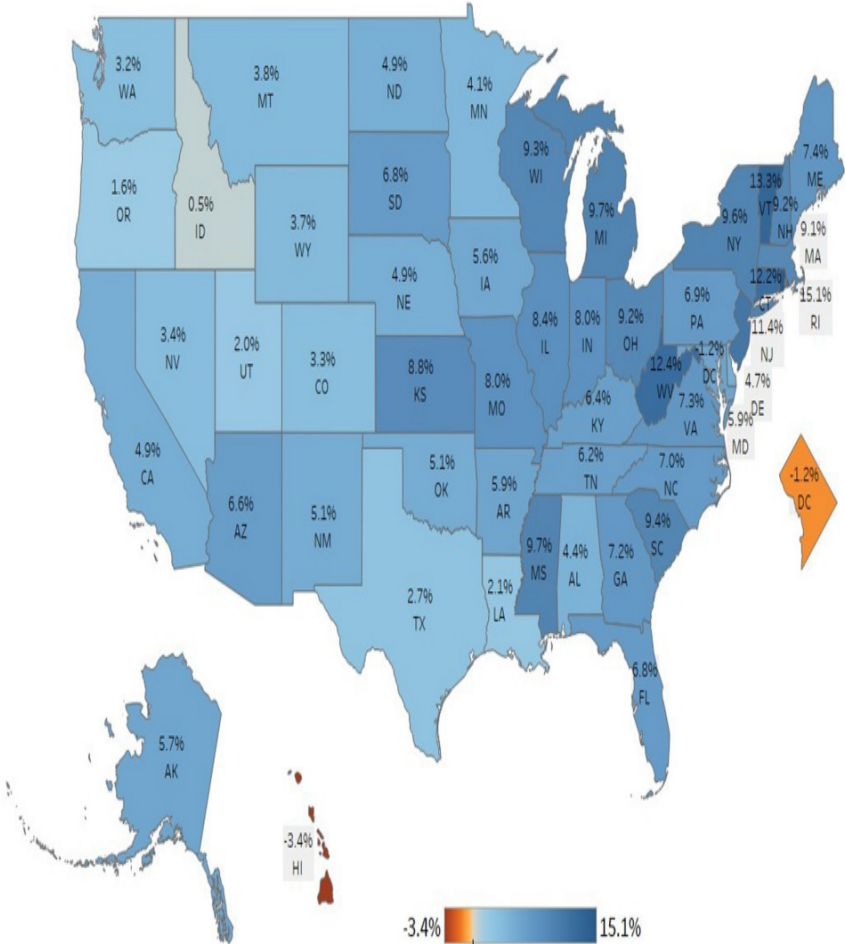 3.2%
WA
3.8%
MT
4.9%
ND
4.1%
MN
9.3%
WI
9.7%
MI
13.3%
VT
9.2%
NH
7.4%
ME
1.6%
OR
0.5%
ID
3.7%
WY
6.8%
SD
5.6%
IA
9.6%
NY
9.1%
MA
12.2%
CT
15.1%
RI
4.9%
NE
8.4%
IL
8.0%
IN
9.2%
OH
6.9%
PA
11.4%
NJ
3.4%
NV
2.0%
UT
3.3%
CO
8.8%
KS
8.0%
MO
12.4%
WV
-1.2%
DC
4.7%
DE
6.4%
KY
7.3%
VA
5.9%
MD
4.9%
CA
6.6%
AZ
5.1%
NM
5.1%
OK
5.9%
AR
6.2%
TN
7.0%
NC
-1.2%
DC
2.7%
TX
2.1%
LA
9.7%
MS
4.4%
AL
7.2%
GA
9.4%
SC
6.8%
FL
5.7%
AK
-3.4%
HI
-3.4% 15.1%